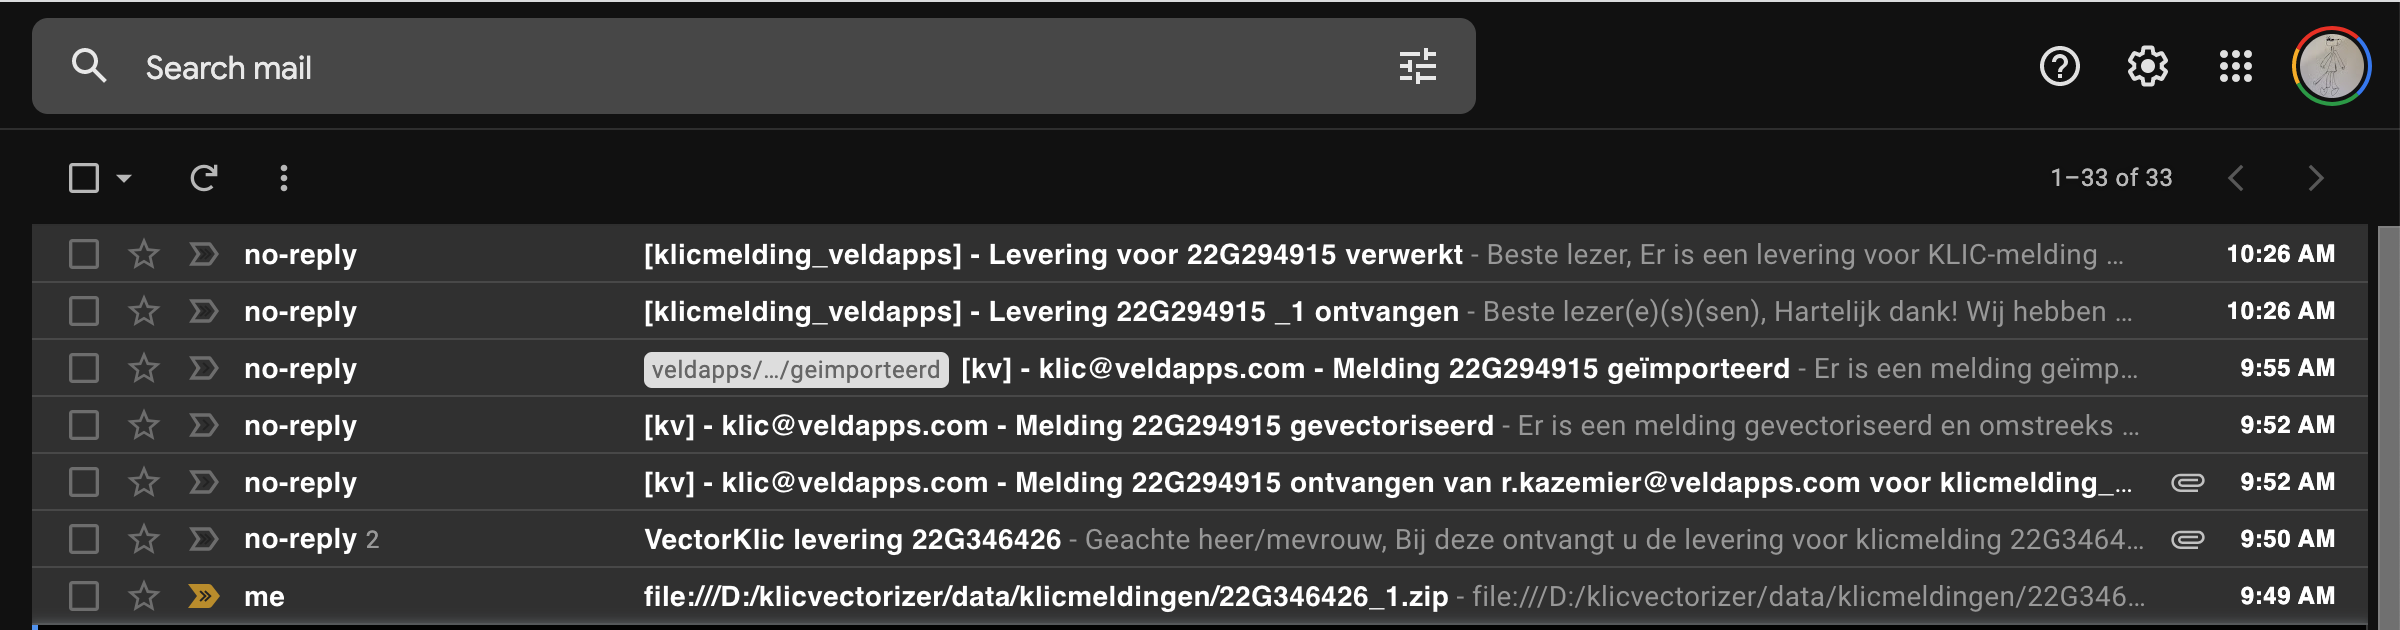 Search mail
1–33 of 33
no-reply [klicmelding_veldapps] - Levering voor 22G294915 verwerkt - Beste lezer, Er is een levering voor KLIC-melding ... 10:26 AM
no-reply [klicmelding_veldapps] - Levering 22G294915 _1 ontvangen - Beste lezer(e)(s)(sen), Hartelijk dank! Wij hebben ... 10:26 AM
no-reply veldapps/.../geimporteerd [kv] - klic@veldapps.com - Melding 22G294915 geïmporteerd - Er is een melding geïmp... 9:55 AM
no-reply [kv] - klic@veldapps.com - Melding 22G294915 gevectoriseerd - Er is een melding gevectoriseerd en omstreeks ... 9:52 AM
no-reply [kv] - klic@veldapps.com - Melding 22G294915 ontvangen van r.kazemier@veldapps.com voor klicmelding_... 9:52 AM
no-reply 2 VectorKlic levering 22G346426 - Geachte heer/mevrouw, Bij deze ontvangt u de levering voor klicmelding 22G3464... 9:50 AM
me file:///D:/klicvectorizer/data/klicmeldingen/22G346426_1.zip - file:///D:/klicvectorizer/data/klicmeldingen/22G346... 9:49 AM